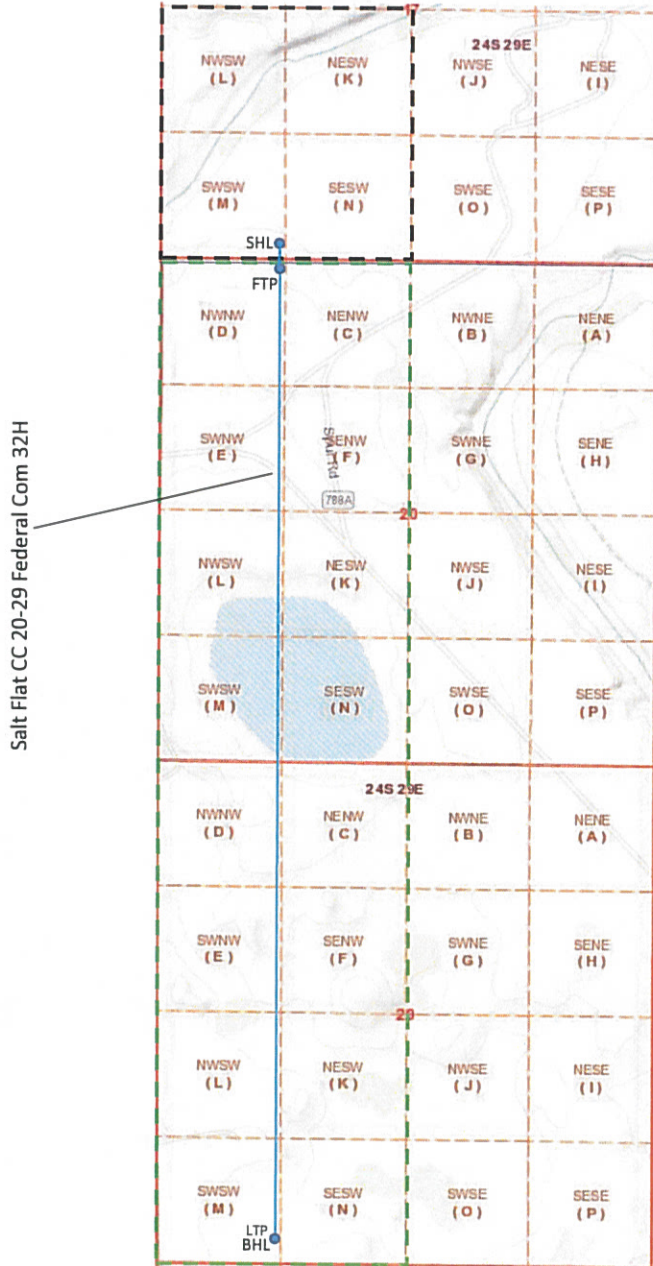 17
24S 29E
NWSW
(L)
NESW
(K)
NWSE
(J)
NESE
(I)
SWSW
(M)
SESW
(N)
SWSE
(O)
SESE
(P)
SHL
FTP
NWNW
(D)
NENW
(C)
NWNE
(B)
NENE
(A)
SWNW
(E)
SENW
(F)
SWNE
(G)
SENE
(H)
Spur Rd
788A
20
Salt Flat CC 20-29 Federal Com 32H
NWSW
(L)
NESW
(K)
NWSE
(J)
NESE
(I)
SWSW
(M)
SESW
(N)
SWSE
(O)
SESE
(P)
24S 29E
NWNW
(D)
NENW
(C)
NWNE
(B)
NENE
(A)
SWNW
(E)
SENW
(F)
SWNE
(G)
SENE
(H)
29
NWSW
(L)
NESW
(K)
NWSE
(J)
NESE
(I)
SWSW
(M)
SESW
(N)
SWSE
(O)
SESE
(P)
LTP
BHL